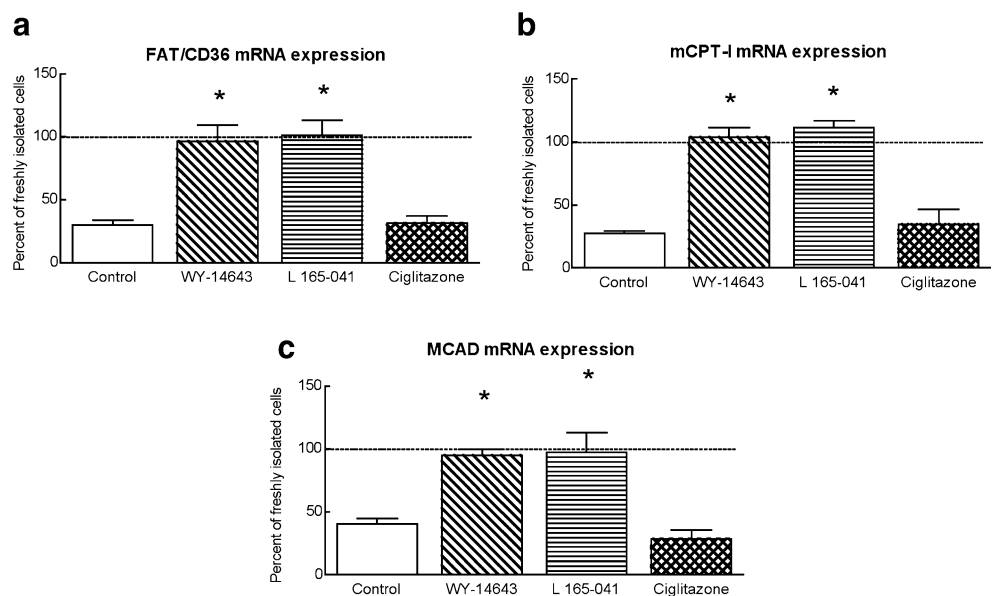 a
FAT/CD36 mRNA expression
Percent of freshly isolated cells
150
100
50
0
*
*
Control WY-14643 L 165-041 Ciglitazone
b
mCPT-I mRNA expression
Percent of freshly isolated cells
150
100
50
0
*
*
Control WY-14643 L 165-041 Ciglitazone
c
MCAD mRNA expression
Percent of freshly isolated cells
150
100
50
0
*
*
Control WY-14643 L 165-041 Ciglitazone